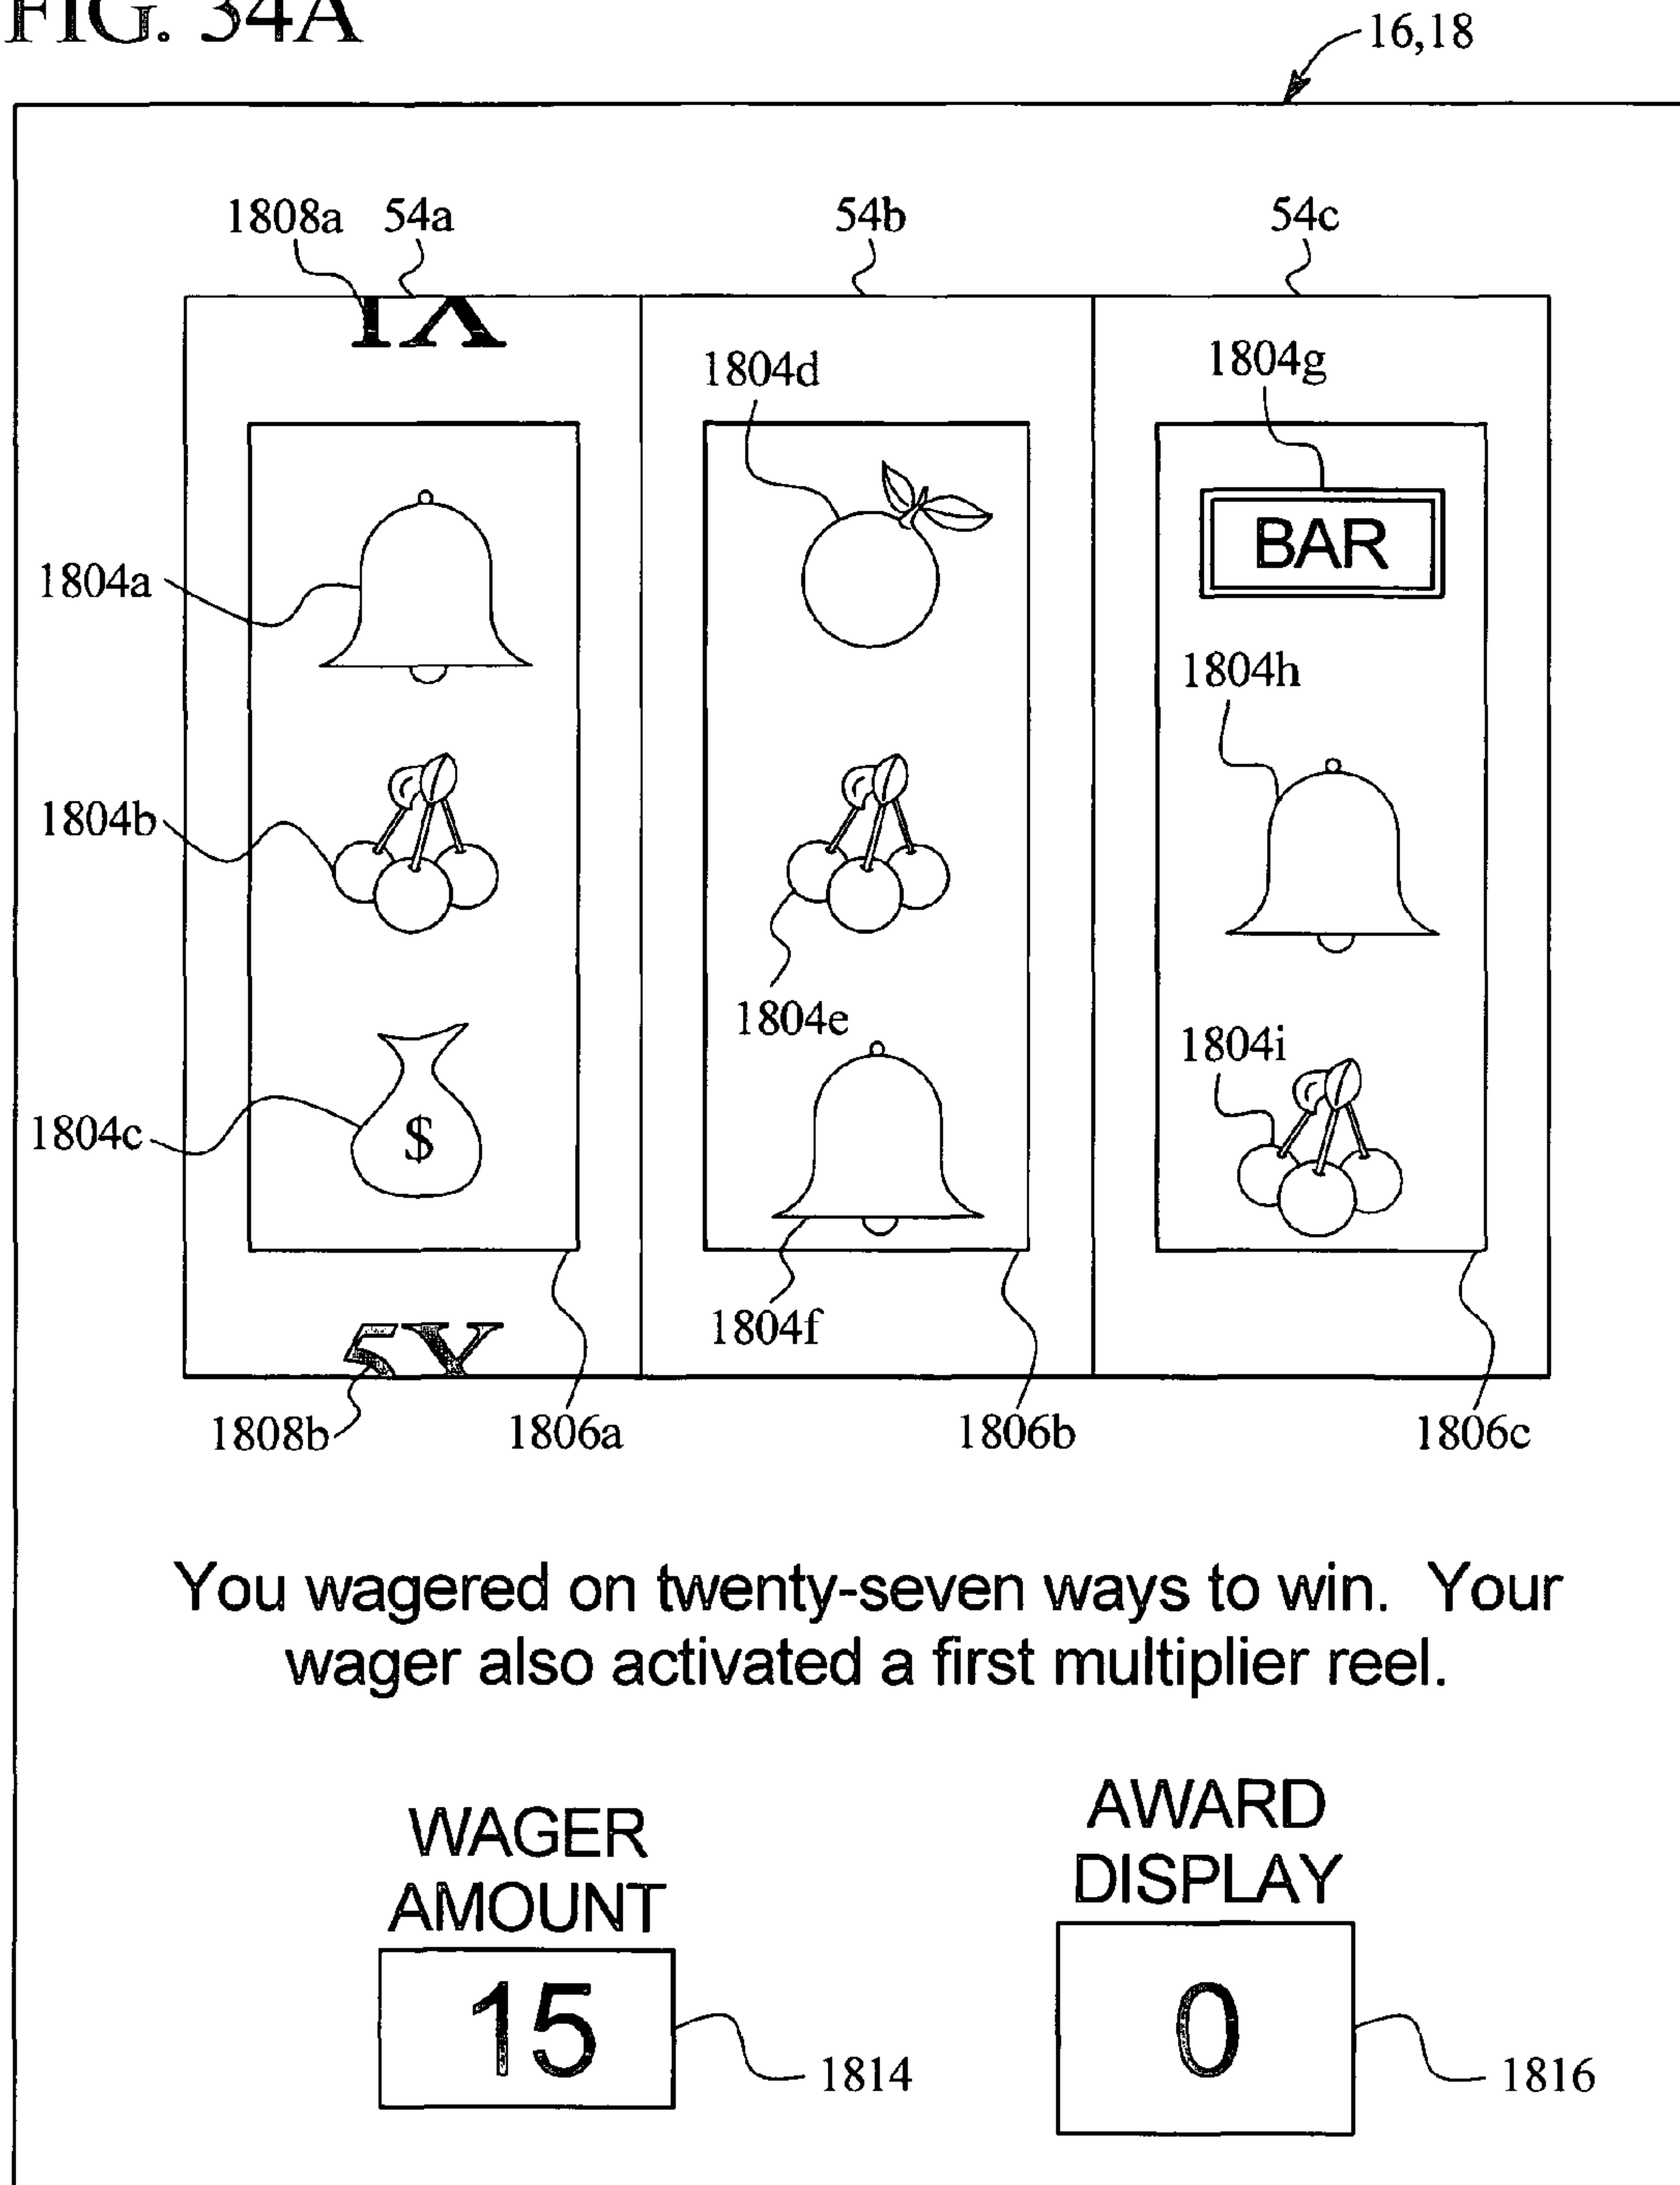 FIG. 34A
16,18
1808a 54a 54b 54c
1X
1804d
1804g
BAR
1804a
1804h
1804b
1804e
1804i
1804c
$
1804f
5X
1808b 1806a 1806b 1806c
You wagered on twenty-seven ways to win. Your
wager also activated a first multiplier reel.
WAGER
AMOUNT
15
1814
AWARD
DISPLAY
0
1816